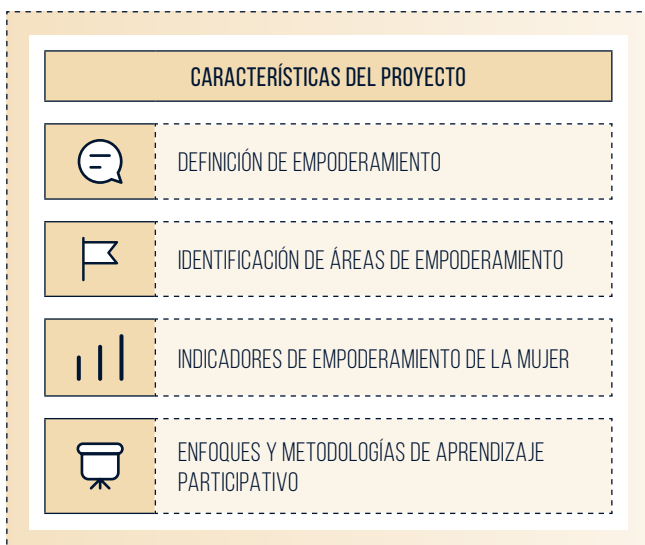 CARACTERÍSTICAS DEL PROYECTO
DEFINICIÓN DE EMPODERAMIENTO
IDENTIFICACIÓN DE ÁREAS DE EMPODERAMIENTO
INDICADORES DE EMPODERAMIENTO DE LA MUJER
ENFOQUES Y METODOLOGÍAS DE APRENDIZAJE
PARTICIPATIVO